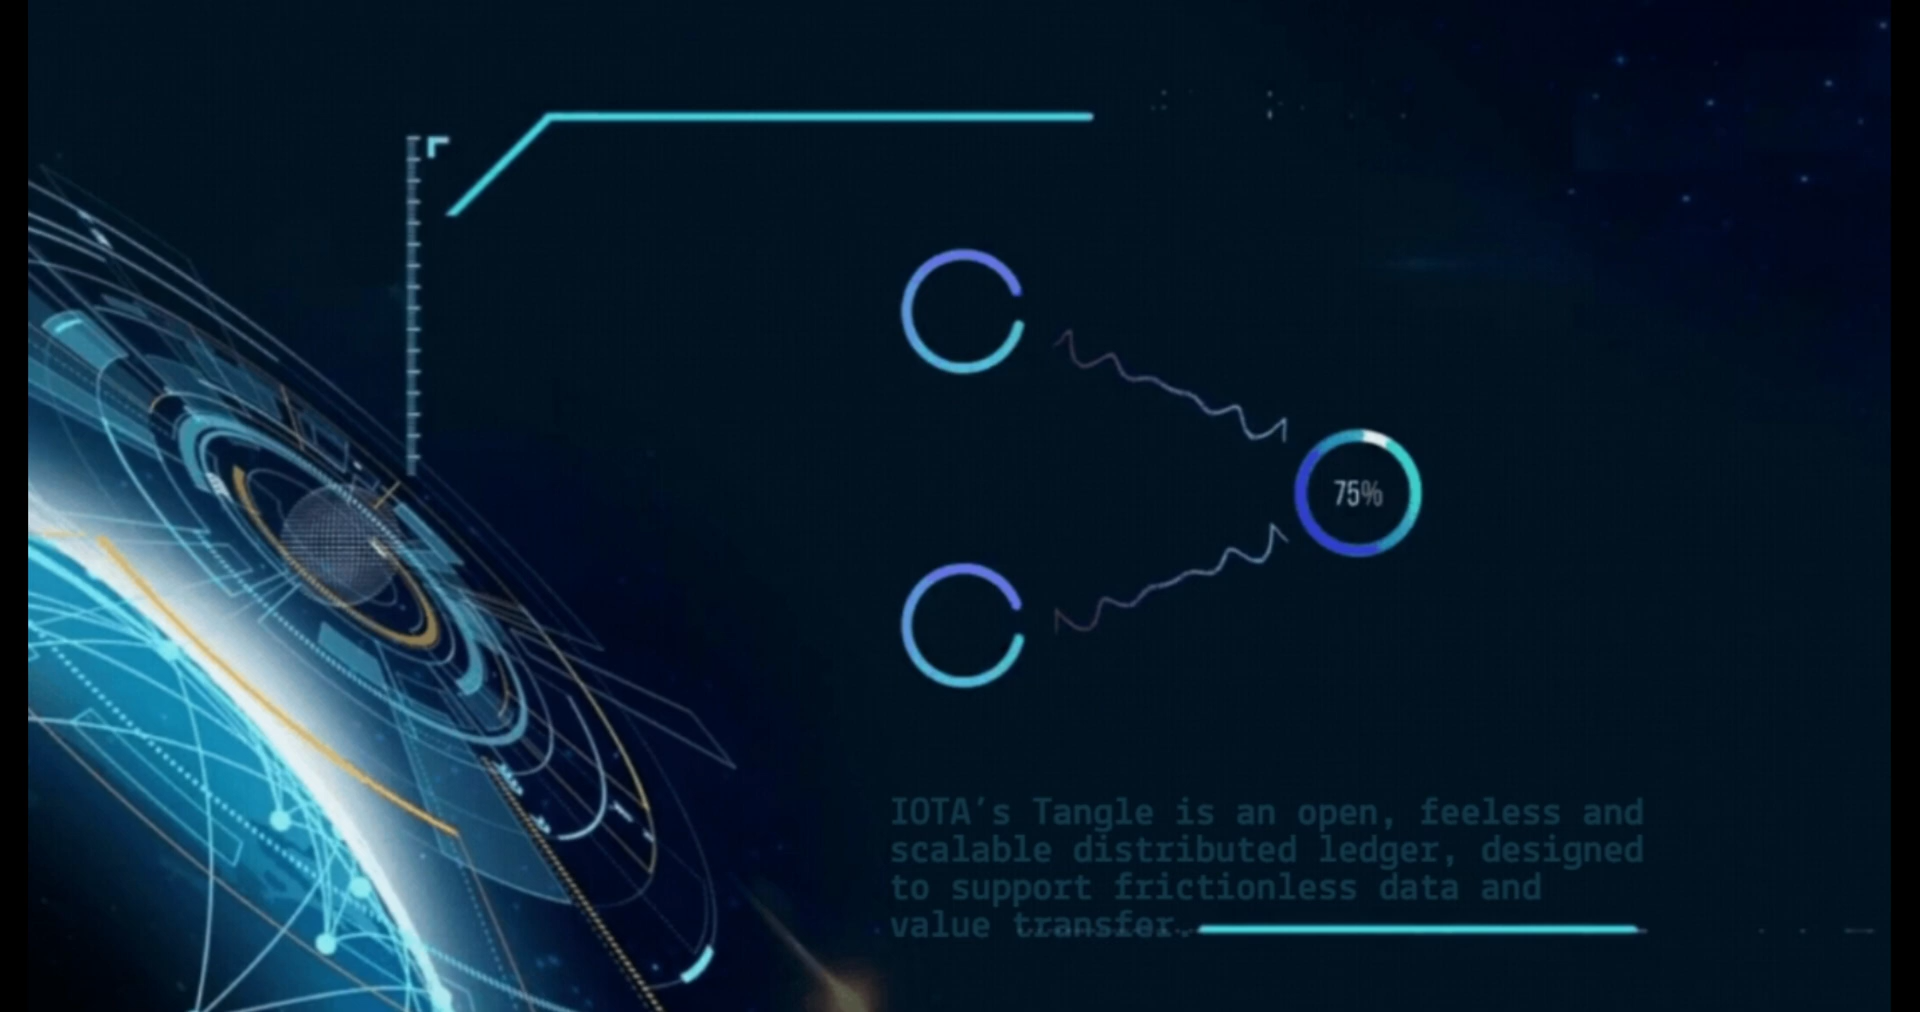 75%
IOTA's Tangle is an open, feeless and
scalable distributed ledger, designed
to support frictionless data and
value transfer.